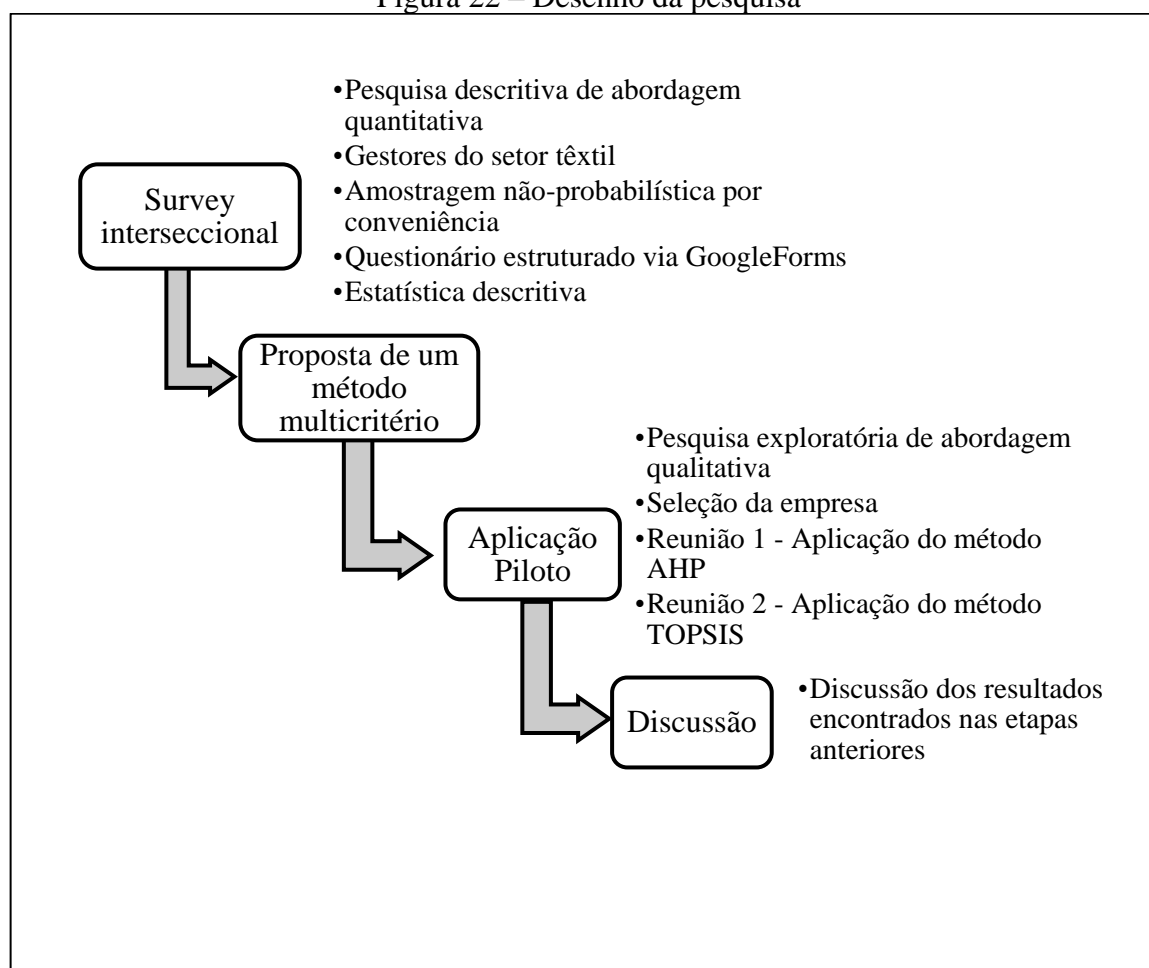 Figura 22 – Desenho da pesquisa
•Pesquisa descritiva de abordagem
quantitativa
•Gestores do setor têxtil
•Amostragem não-probabilística por
conveniência
•Questionário estruturado via GoogleForms
•Estatística descritiva
Survey
interseccional
Proposta de um
método
multicritério
•Pesquisa exploratória de abordagem
qualitativa
•Seleção da empresa
•Reunião 1 - Aplicação do método
AHP
•Reunião 2 - Aplicação do método
TOPSIS
Aplicação
Piloto
Discussão
•Discussão dos resultados
encontrados nas etapas
anteriores